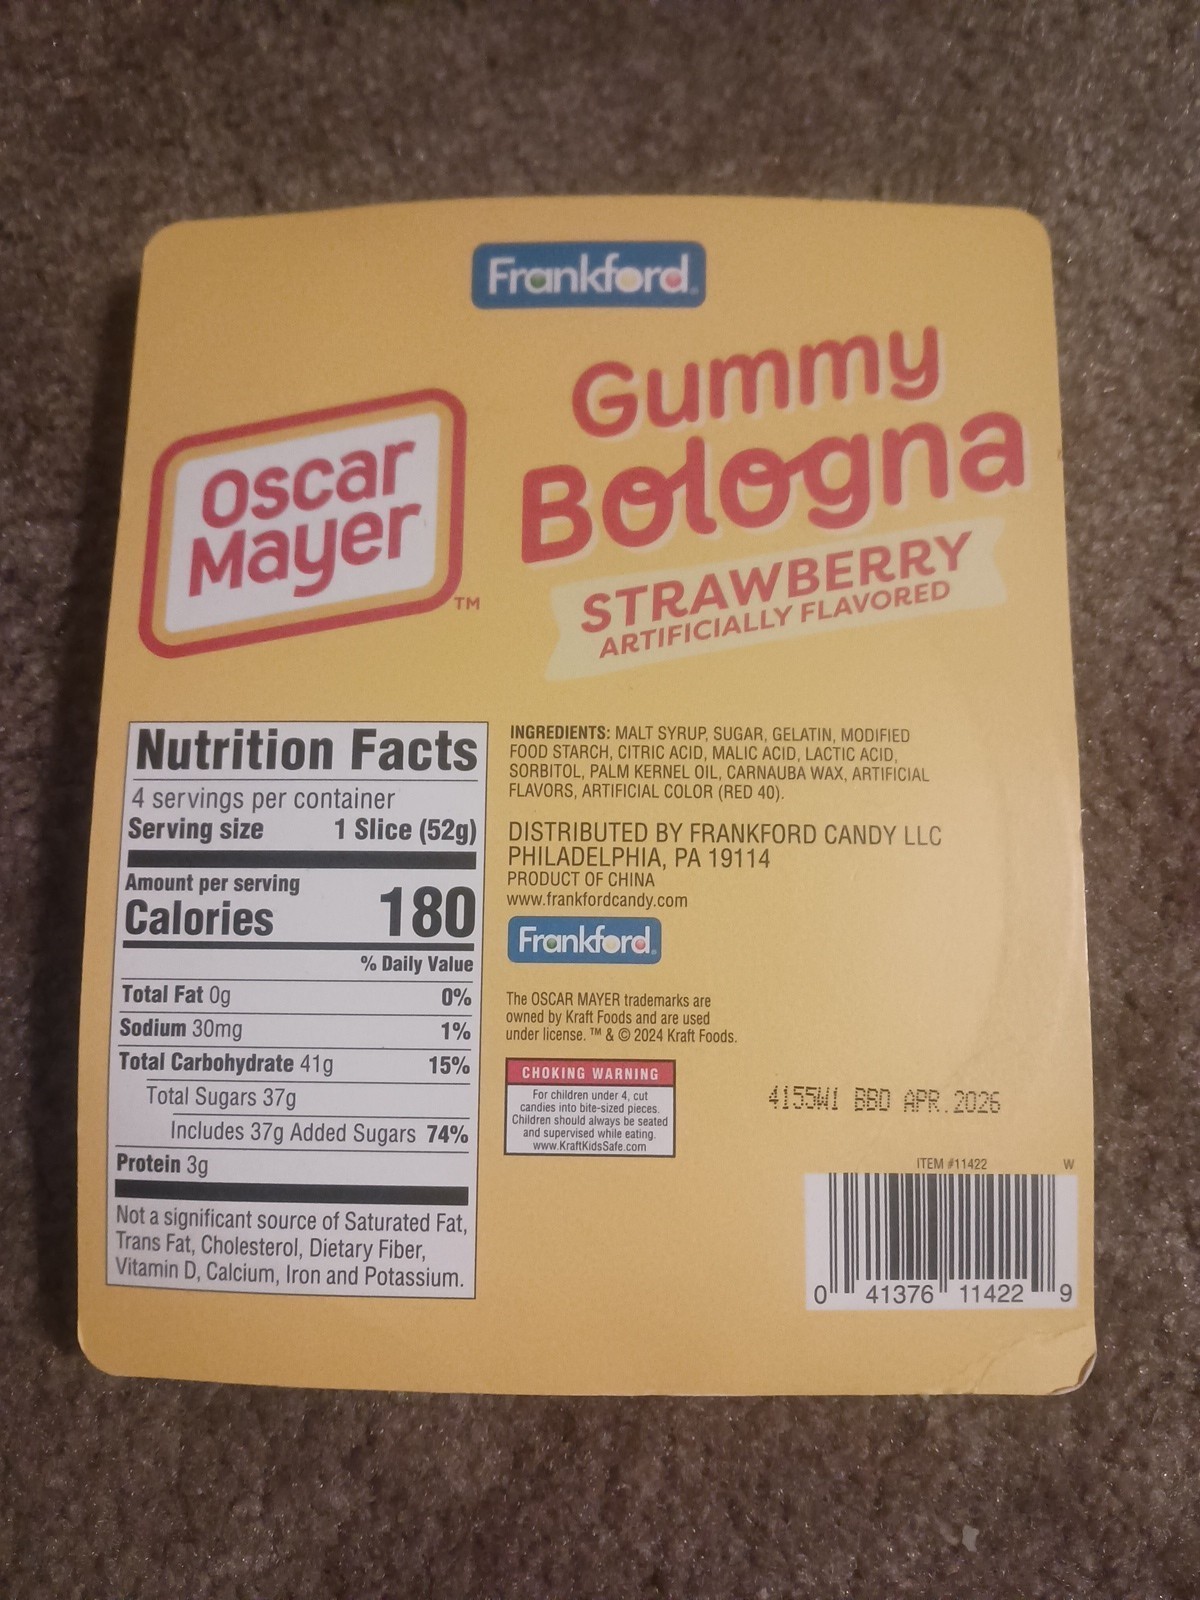 Frankford®
Gummy
Bologna
STRAWBERRY
ARTIFICIALLY FLAVORED
Oscar
Mayer
TM
Nutrition Facts
4 servings per container
Serving size 1 Slice (52g)
Amount per serving
Calories 180
% Daily Value
Total Fat 0g 0%
Sodium 30mg 1%
Total Carbohydrate 41g 15%
Total Sugars 37g
Includes 37g Added Sugars 74%
Protein 3g
Not a significant source of Saturated Fat,
Trans Fat, Cholesterol, Dietary Fiber,
Vitamin D, Calcium, Iron and Potassium.
INGREDIENTS: MALT SYRUP, SUGAR, GELATIN, MODIFIED
FOOD STARCH, CITRIC ACID, MALIC ACID, LACTIC ACID,
SORBITOL, PALM KERNEL OIL, CARNAUBA WAX, ARTIFICIAL
FLAVORS, ARTIFICIAL COLOR (RED 40).
DISTRIBUTED BY FRANKFORD CANDY LLC
PHILADELPHIA, PA 19114
PRODUCT OF CHINA
www.frankfordcandy.com
Frankford®
The OSCAR MAYER trademarks are
owned by Kraft Foods and are used
under license. ™ & © 2024 Kraft Foods.
CHOKING WARNING
For children under 4, cut
candies into bite-sized pieces.
Children should always be seated
and supervised while eating.
www.KraftKidsSafe.com
4155W1 BBD APR.2026
ITEM #11422 W
0 41376 11422 9